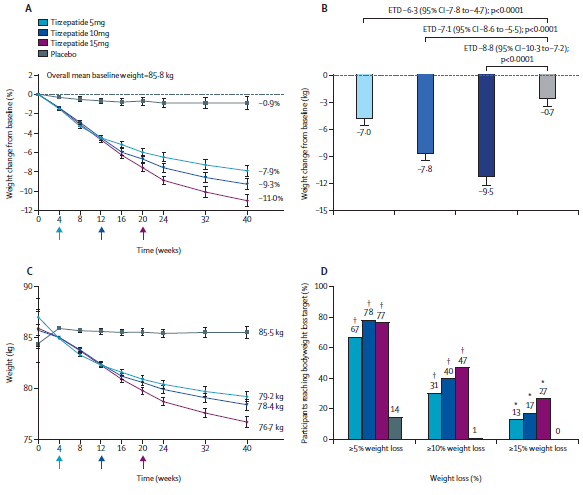 A
Tirzepatide 5mg
Tirzepatide 10mg
Tirzepatide 15mg
Placebo
Overall mean baseline weight=85·8 kg
Weight change from baseline (%)
2
0
−2
−4
−6
−8
−10
−12
−0·9%
−7·9%
−9·3%
−11·0%
0 4 8 12 16 20 24 32 40
Time (weeks)
B
ETD −6·3 (95% CI −7·8 to −4·7); p<0·0001
ETD −7·1 (95% CI −8·6 to −5·5); p<0·0001
ETD −8·8 (95% CI −10·3 to −7·2);
p<0·0001
Weight change from baseline (kg)
0
−3
−6
−9
−12
−15
−7·0
−7·8
−9·5
−0·7
C
Weight (kg)
90
85
80
75
85·5 kg
79·2 kg
78·4 kg
76·7 kg
0 4 8 12 16 20 24 32 40
Time (weeks)
D
Participants reaching bodyweight loss target (%)
100
80
60
40
20
0
† † †
67 78 77 14
† † †
31 40 47 1
* * *
13 17 27 0
≥5% weight loss ≥10% weight loss ≥15% weight loss
Weight loss (%)